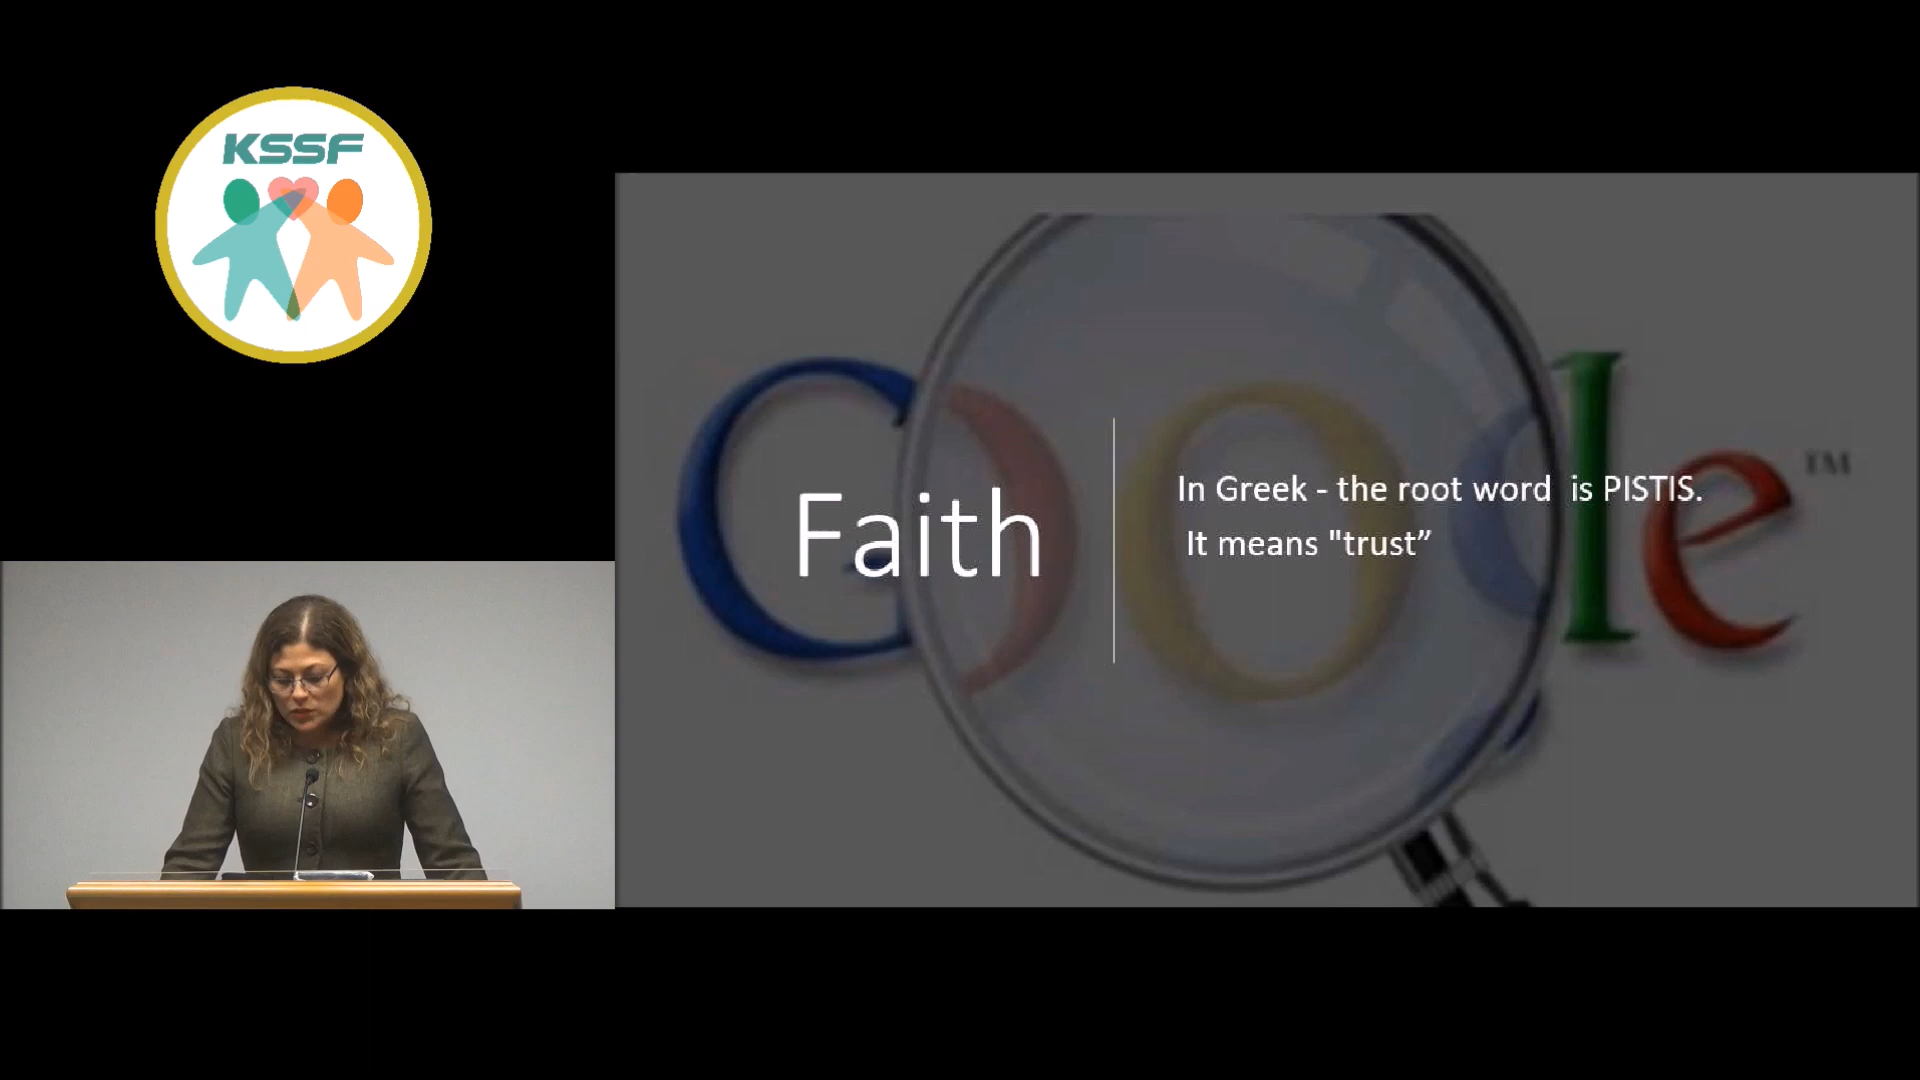 KSSF
Google™
Faith
In Greek - the root word  is PISTIS.
It means "trust”